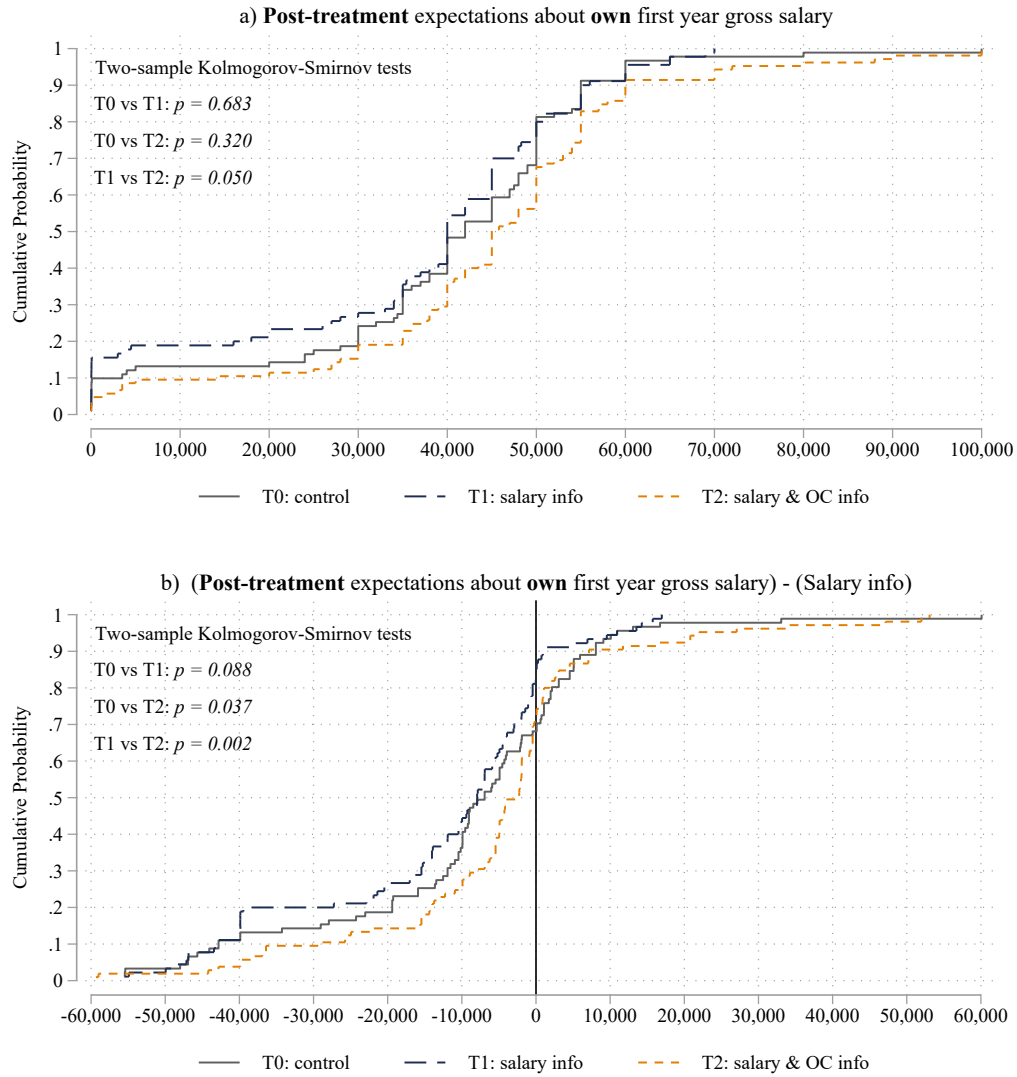 a) Post-treatment expectations about own first year gross salary
Two-sample Kolmogorov-Smirnov tests
T0 vs T1: p = 0.683
T0 vs T2: p = 0.320
T1 vs T2: p = 0.050
Cumulative Probability
1
.9
.8
.7
.6
.5
.4
.3
.2
.1
0
0 10,000 20,000 30,000 40,000 50,000 60,000 70,000 80,000 90,000 100,000
T0: control T1: salary info T2: salary & OC info
b) (Post-treatment expectations about own first year gross salary) - (Salary info)
Two-sample Kolmogorov-Smirnov tests
T0 vs T1: p = 0.088
T0 vs T2: p = 0.037
T1 vs T2: p = 0.002
Cumulative Probability
1
.9
.8
.7
.6
.5
.4
.3
.2
.1
0
-60,000 -50,000 -40,000 -30,000 -20,000 -10,000 0 10,000 20,000 30,000 40,000 50,000 60,000
T0: control T1: salary info T2: salary & OC info